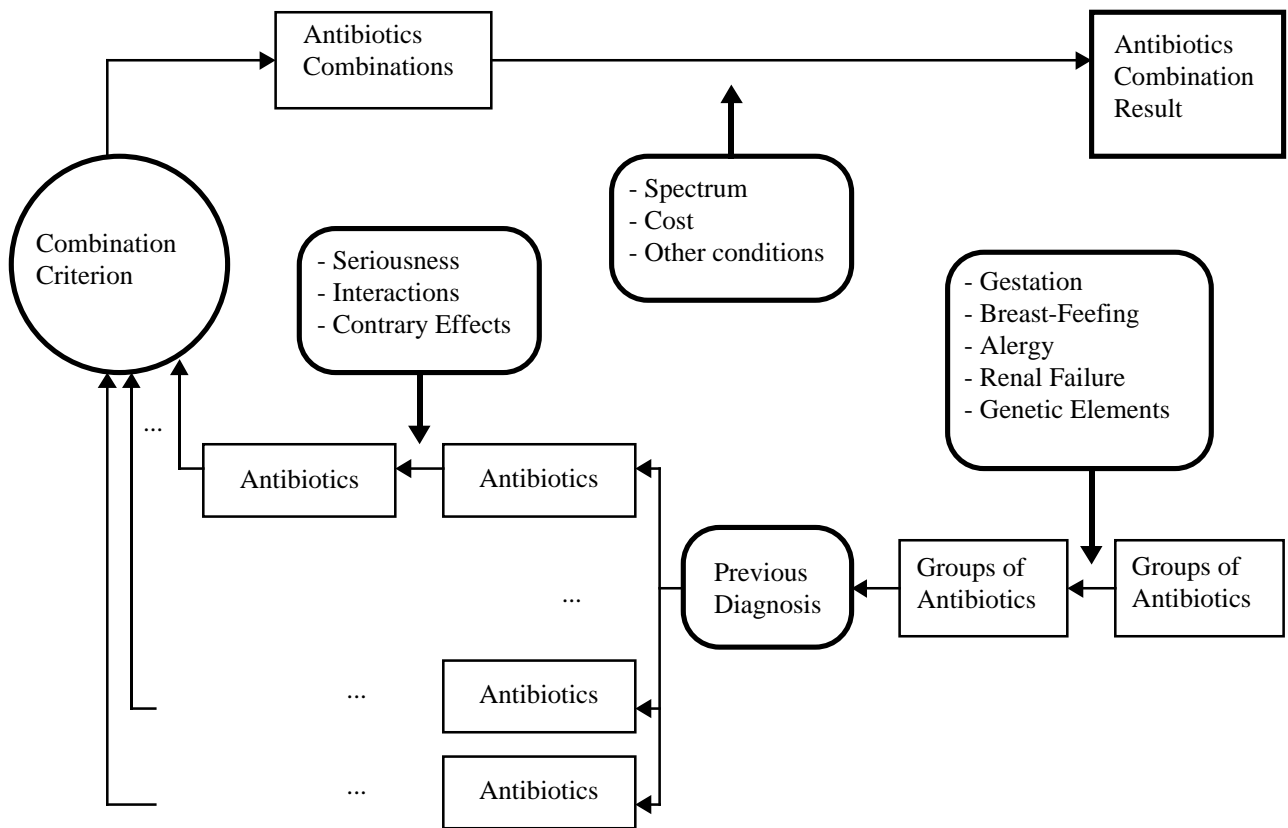 Antibiotics
Combinations
Antibiotics
Combination
Result
- Spectrum
- Cost
- Other conditions
Combination
Criterion
- Seriousness
- Interactions
- Contrary Effects
- Gestation
- Breast-Feefing
- Alergy
- Renal Failure
- Genetic Elements
...
Antibiotics
Antibiotics
Previous
Diagnosis
Groups of
Antibiotics
Groups of
Antibiotics
...
...
Antibiotics
...
Antibiotics